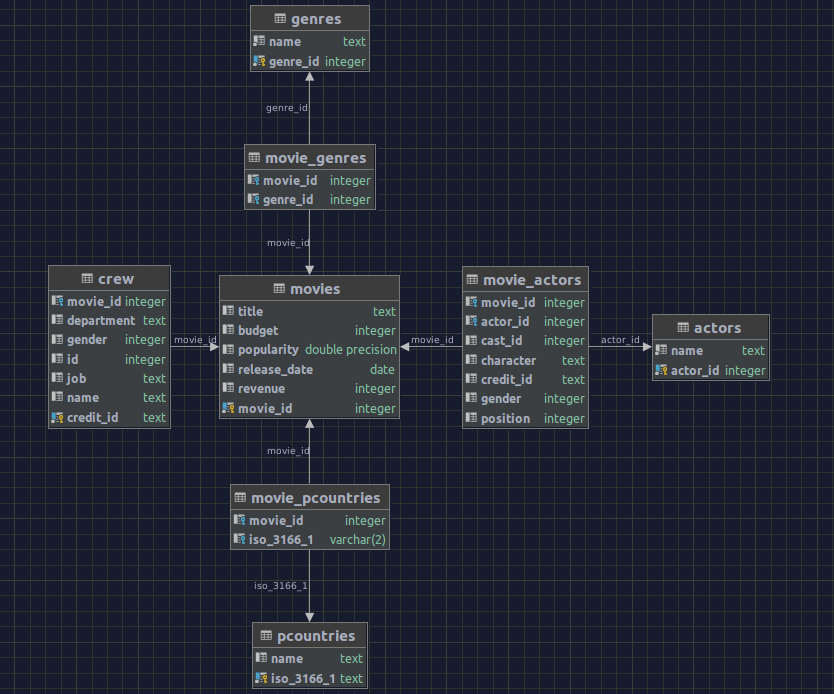 genres
name text
genre_id integer
genre_id
movie_genres
movie_id integer
genre_id integer
movie_id
crew
movie_id integer
department text
gender integer
id integer
job text
name text
credit_id text
movie_id
movies
title text
budget integer
popularity double precision
release_date date
revenue integer
movie_id integer
movie_id
movie_actors
movie_id integer
actor_id integer
cast_id integer
character text
credit_id text
gender integer
position integer
actor_id
actors
name text
actor_id integer
movie_id
movie_pcountries
movie_id integer
iso_3166_1 varchar(2)
iso_3166_1
pcountries
name text
iso_3166_1 text